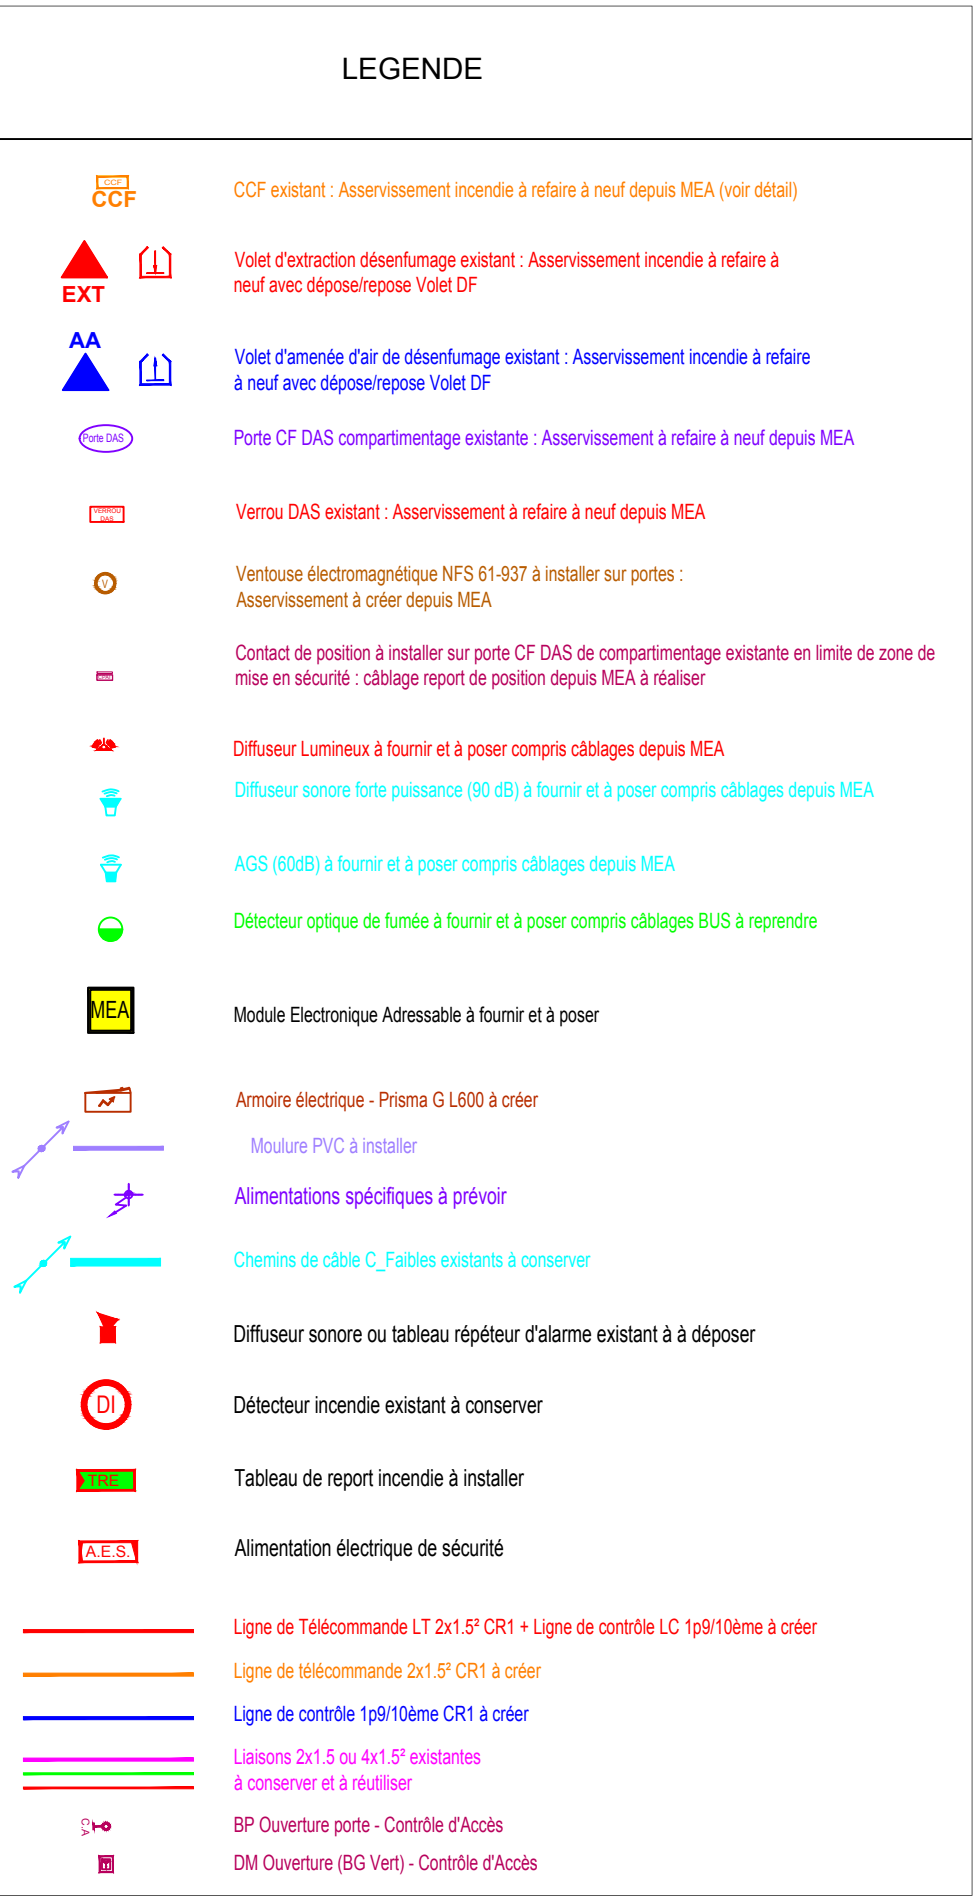 LEGENDE
CCF
CCF
CCF existant : Asservissement incendie à refaire à neuf depuis MEA (voir détail)
EXT
Volet d'extraction désenfumage existant : Asservissement incendie à refaire à
neuf avec dépose/repose Volet DF
AA
Volet d'amenée d'air de désenfumage existant : Asservissement incendie à refaire
à neuf avec dépose/repose Volet DF
Porte DAS
Porte CF DAS compartimentage existante : Asservissement à refaire à neuf depuis MEA
VERROU
DAS
Verrou DAS existant : Asservissement à refaire à neuf depuis MEA
V
Ventouse électromagnétique NFS 61-937 à installer sur portes :
Asservissement à créer depuis MEA
Contact de position à installer sur porte CF DAS de compartimentage existante en limite de zone de
mise en sécurité : câblage report de position depuis MEA à réaliser
Diffuseur Lumineux à fournir et à poser compris câblages depuis MEA
Diffuseur sonore forte puissance (90 dB) à fournir et à poser compris câblages depuis MEA
AGS (60dB) à fournir et à poser compris câblages depuis MEA
Détecteur optique de fumée à fournir et à poser compris câblages BUS à reprendre
MEA
Module Electronique Adressable à fournir et à poser
Armoire électrique - Prisma G L600 à créer
Moulure PVC à installer
Alimentations spécifiques à prévoir
Chemins de câble C_Faibles existants à conserver
Diffuseur sonore ou tableau répéteur d'alarme existant à à déposer
DI
Détecteur incendie existant à conserver
TRE
Tableau de report incendie à installer
A.E.S.
Alimentation électrique de sécurité
Ligne de Télécommande LT 2x1.5² CR1 + Ligne de contrôle LC 1p9/10ème à créer
Ligne de télécommande 2x1.5² CR1 à créer
Ligne de contrôle 1p9/10ème CR1 à créer
Liaisons 2x1.5 ou 4x1.5² existantes
à conserver et à réutiliser
C.A
BP Ouverture porte - Contrôle d'Accès
DM Ouverture (BG Vert) - Contrôle d'Accès